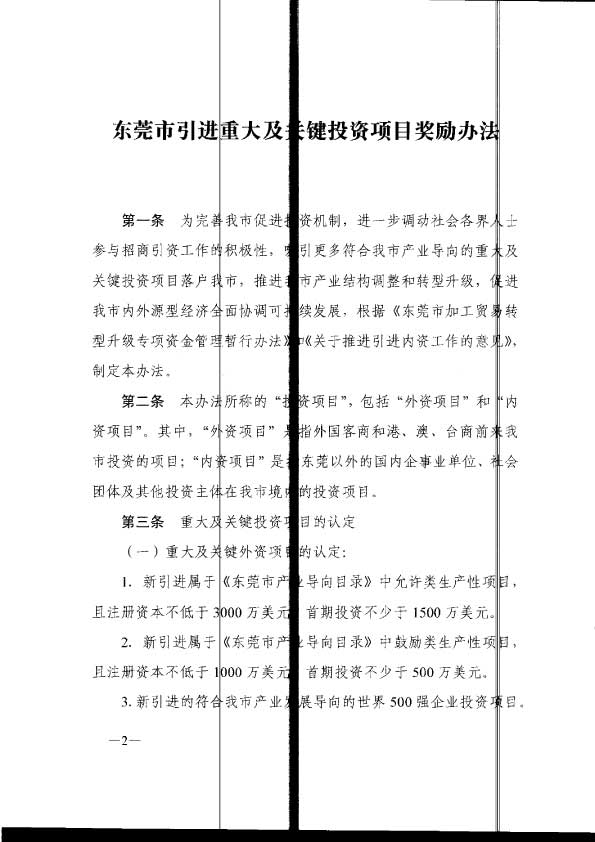 东莞市引进重大及关键投资项目奖励办法
第一条 为完善我市促进投资机制，进一步调动社会各界人士
参与招商引资工作的积极性，吸引更多符合我市产业导向的重大及
关键投资项目落户我市，推进我市产业结构调整和转型升级，促进
我市内外源型经济全面协调可持续发展，根据《东莞市加工贸易转
型升级专项资金管理暂行办法》和《关于推进引进内资工作的意见》，
制定本办法。
第二条 本办法所称的“投资项目”，包括“外资项目”和“内
资项目”。其中，“外资项目”是指外国客商和港、澳、台商前来我
市投资的项目；“内资项目”是指东莞以外的国内企事业单位、社会
团体及其他投资主体在我市境内的投资项目。
第三条 重大及关键投资项目的认定
（一）重大及关键外资项目的认定：
1. 新引进属于《东莞市产业导向目录》中允许类生产性项目，
且注册资本不低于3000万美元，首期投资不少于1500万美元。
2. 新引进属于《东莞市产业导向目录》中鼓励类生产性项目，
且注册资本不低于1000万美元，首期投资不少于500万美元。
3.新引进的符合我市产业发展导向的世界500强企业投资项目。
—2—